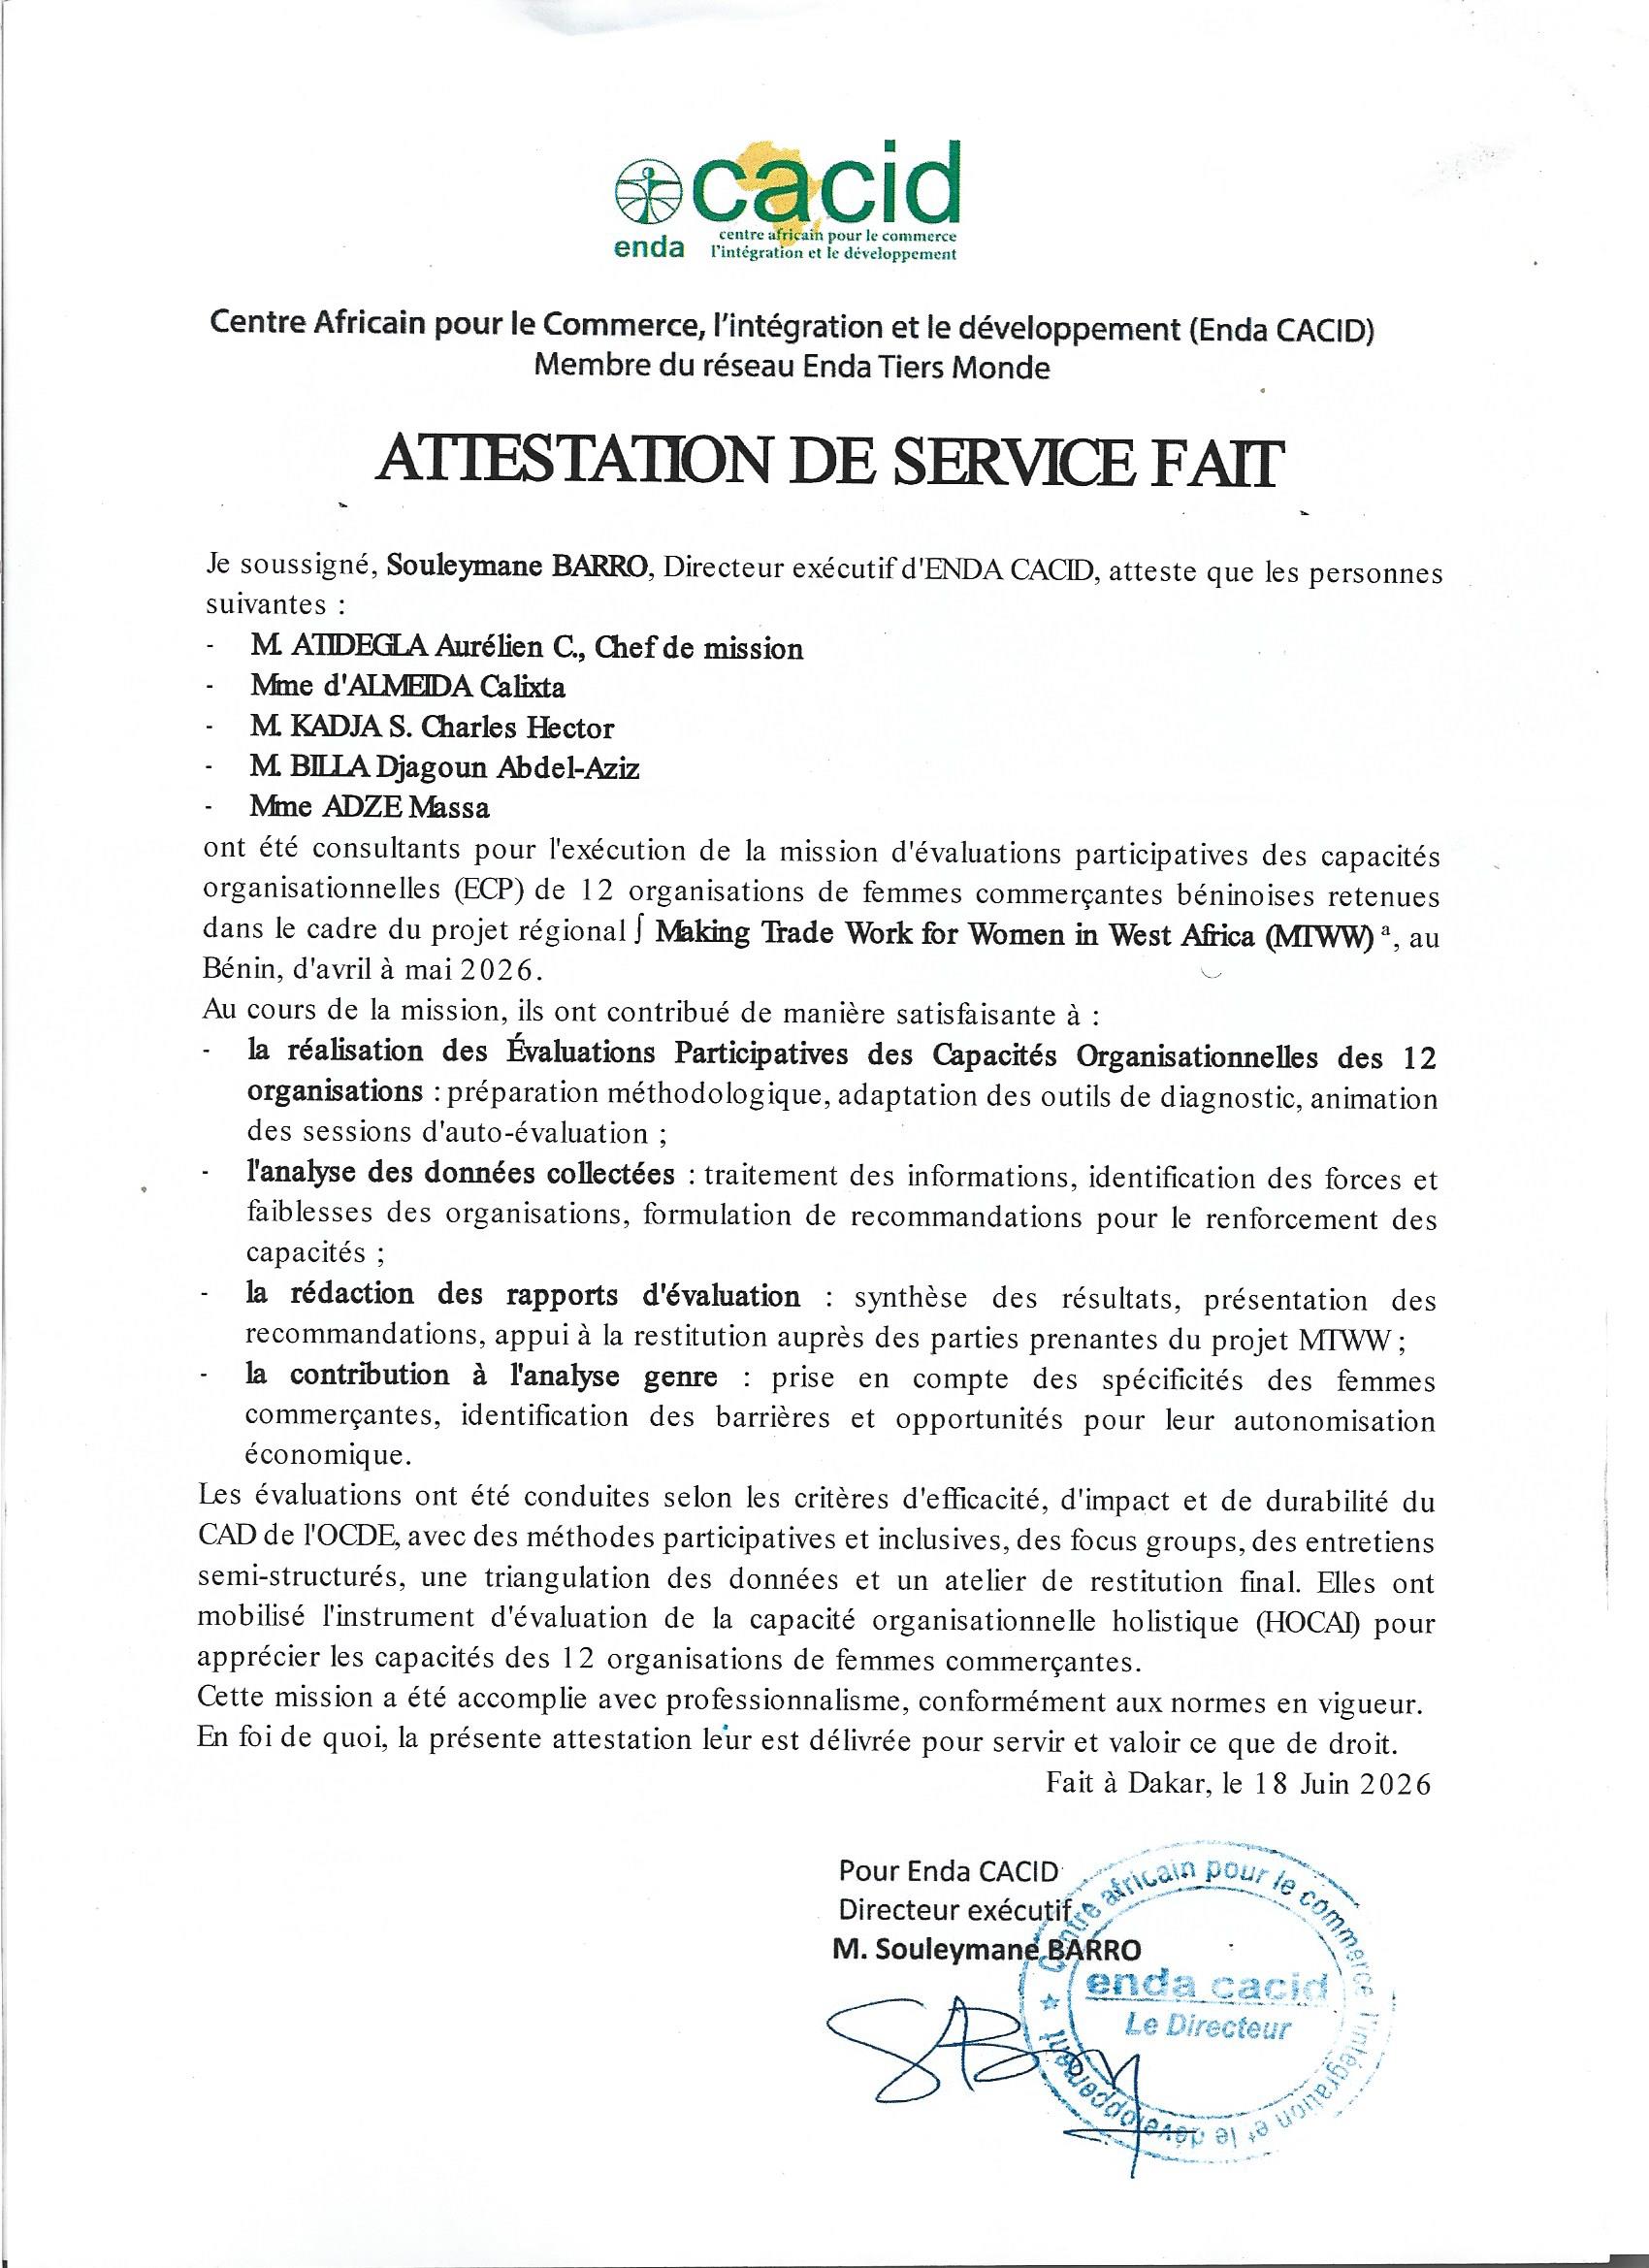 cacid
enda
centre africain pour le commerce
l'intégration et le développement
Centre Africain pour le Commerce, l'intégration et le développement (Enda CACID)
Membre du réseau Enda Tiers Monde
ATTESTATION DE SERVICE FAIT
Je soussigné, Souleymane BARRO, Directeur exécutif d'ENDA CACID, atteste que les personnes
suivantes :
- M. ATIDEGLA Aurélien C., Chef de mission
- Mme d'ALMEIDA Calixta
- M. KADJA S. Charles Hector
- M. BILLA Djagoun Abdel-Aziz
- Mme ADZE Massa
ont été consultants pour l'exécution de la mission d'évaluations participatives des capacités
organisationnelles (ECP) de 12 organisations de femmes commerçantes béninoises retenues
dans le cadre du projet régional ∫ Making Trade Work for Women in West Africa (MTWW) ª, au
Bénin, d'avril à mai 2026.
Au cours de la mission, ils ont contribué de manière satisfaisante à :
- la réalisation des Évaluations Participatives des Capacités Organisationnelles des 12
organisations : préparation méthodologique, adaptation des outils de diagnostic, animation
des sessions d'auto-évaluation ;
- l'analyse des données collectées : traitement des informations, identification des forces et
faiblesses des organisations, formulation de recommandations pour le renforcement des
capacités ;
- la rédaction des rapports d'évaluation : synthèse des résultats, présentation des
recommandations, appui à la restitution auprès des parties prenantes du projet MTWW ;
- la contribution à l'analyse genre : prise en compte des spécificités des femmes
commerçantes, identification des barrières et opportunités pour leur autonomisation
économique.
Les évaluations ont été conduites selon les critères d'efficacité, d'impact et de durabilité du
CAD de l'OCDE, avec des méthodes participatives et inclusives, des focus groups, des entretiens
semi-structurés, une triangulation des données et un atelier de restitution final. Elles ont
mobilisé l'instrument d'évaluation de la capacité organisationnelle holistique (HOCAI) pour
apprécier les capacités des 12 organisations de femmes commerçantes.
Cette mission a été accomplie avec professionnalisme, conformément aux normes en vigueur.
En foi de quoi, la présente attestation leur est délivrée pour servir et valoir ce que de droit.
Fait à Dakar, le 18 Juin 2026
Pour Enda CACID
Directeur exécutif
M. Souleymane BARRO
Centre africain pour le commerce l'intégration et le développement
enda cacid
Le Directeur